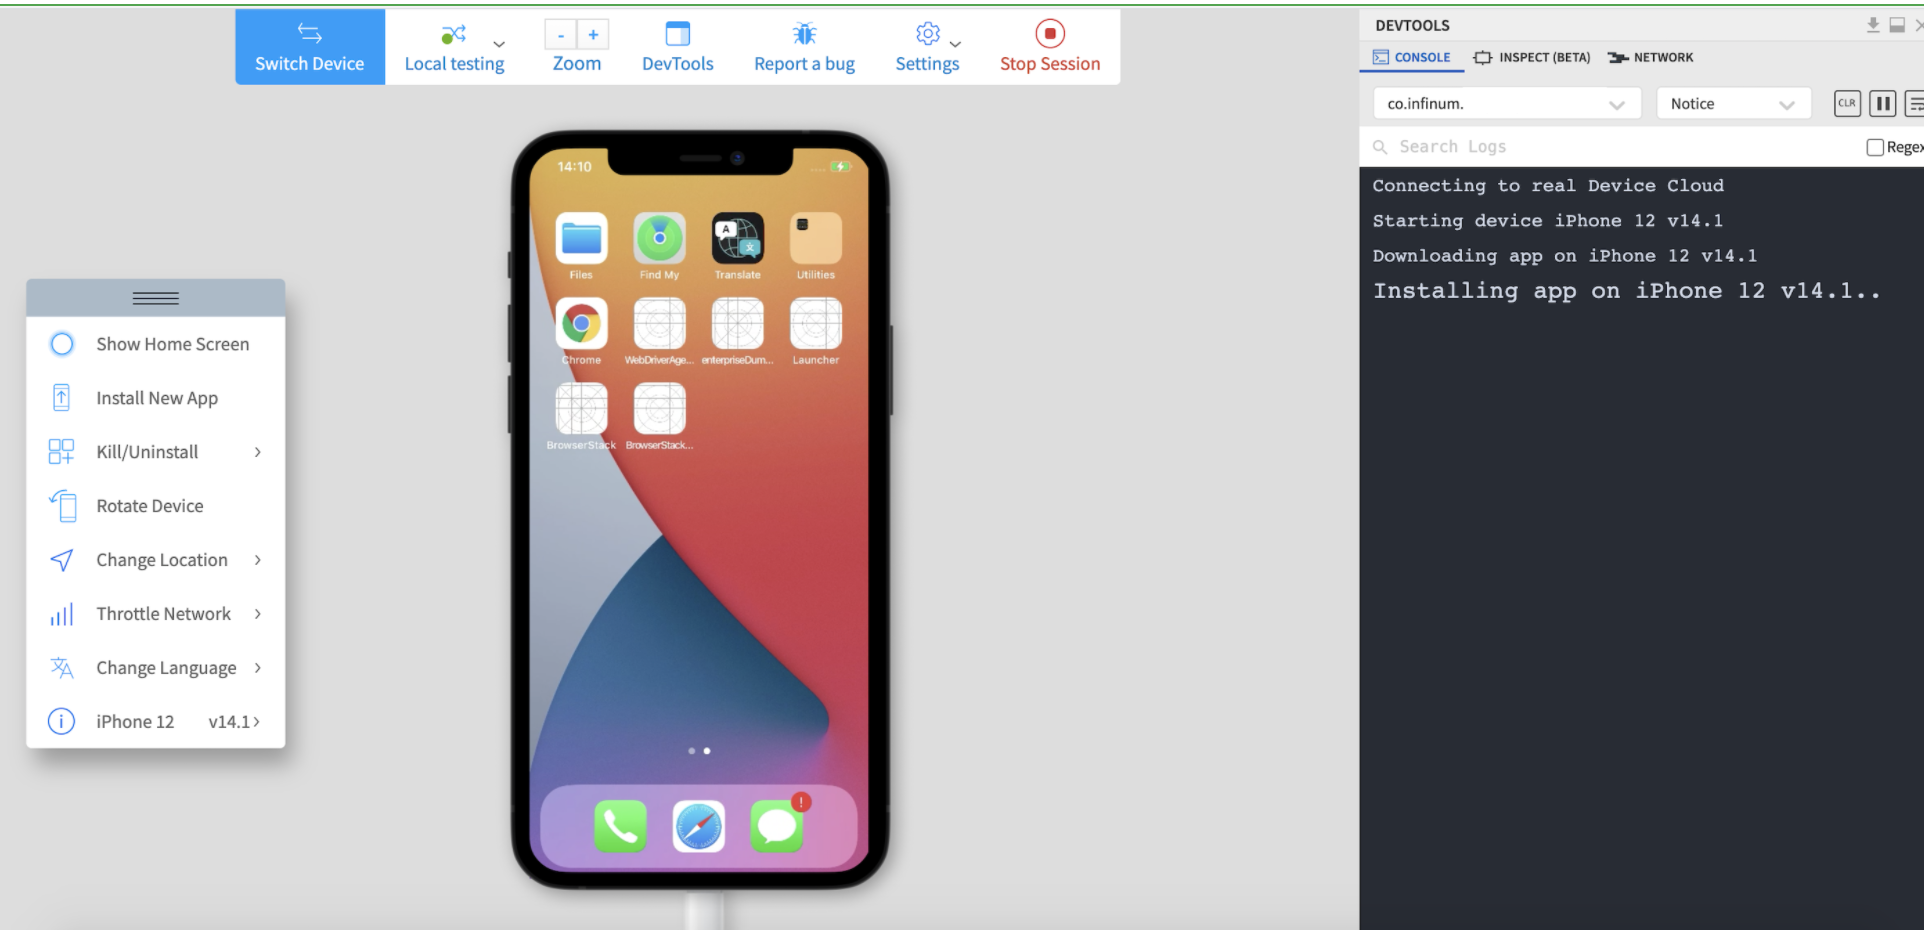 Switch Device
Local testing
- +
Zoom
DevTools
Report a bug
Settings
Stop Session
DEVTOOLS
CONSOLE
INSPECT (BETA)
NETWORK
co.infinum.
Notice
CLR
Search Logs
Regex
Connecting to real Device Cloud
Starting device iPhone 12 v14.1
Downloading app on iPhone 12 v14.1
Installing app on iPhone 12 v14.1..
Show Home Screen
Install New App
Kill/Uninstall
Rotate Device
Change Location
Throttle Network
Change Language
iPhone 12 v14.1
14:10
Files
Find My
Translate
Utilities
Chrome
WebDriverAge...
enterpriseDum...
Launcher
BrowserStack
BrowserStack...